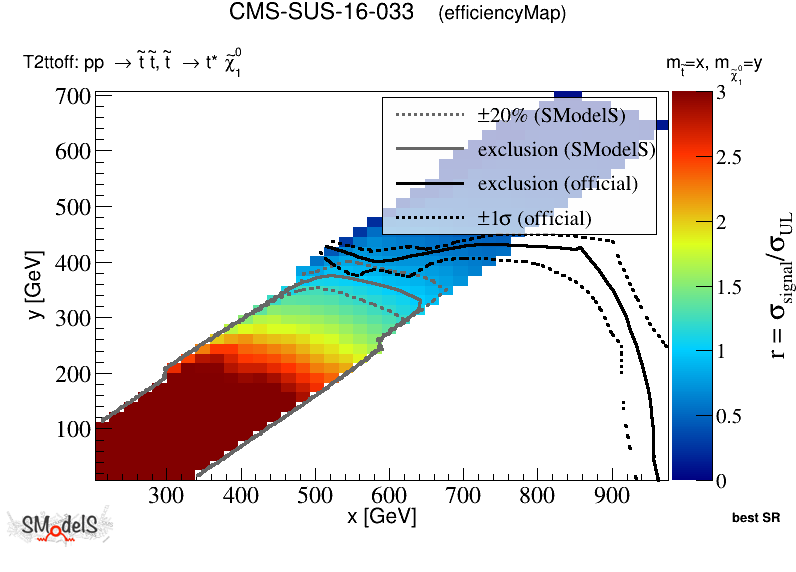 CMS-SUS-16-033 (efficiencyMap)
T2ttoff: pp → t̃ t̃, t̃ → t* χ̃⁰₁
m_t̃=x, m_χ̃⁰₁=y
700
600
500
400
300
200
100
y [GeV]
±20% (SModelS)
exclusion (SModelS)
exclusion (official)
±1σ (official)
3
2.5
2
1.5
1
0.5
0
r = σ_signal/σ_UL
300 400 500 600 700 800 900
x [GeV]
best SR
SModelS